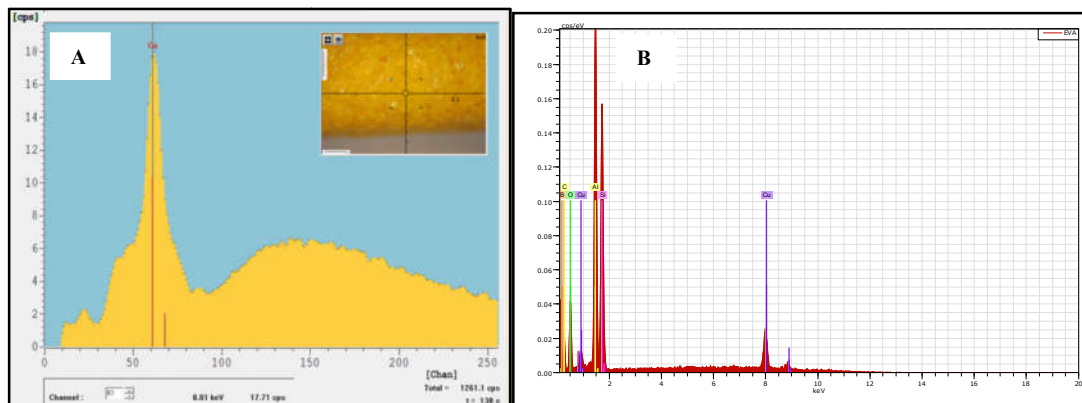 [cps]
A
Cu
18
16
14
12
10
8
6
4
2
0
0 50 100 150 200 250
[Chan]
Channel : 61 8.01 keV 17.71 cps
Total = 1261.1 cps
t = 138 s
B
cps/eV
EVA
0.20
0.18
0.16
0.14
0.12
0.10
0.08
0.06
0.04
0.02
0.00
C Al
B O Cu Si Cu
2 4 6 8 10 12 14 16 18 20
keV